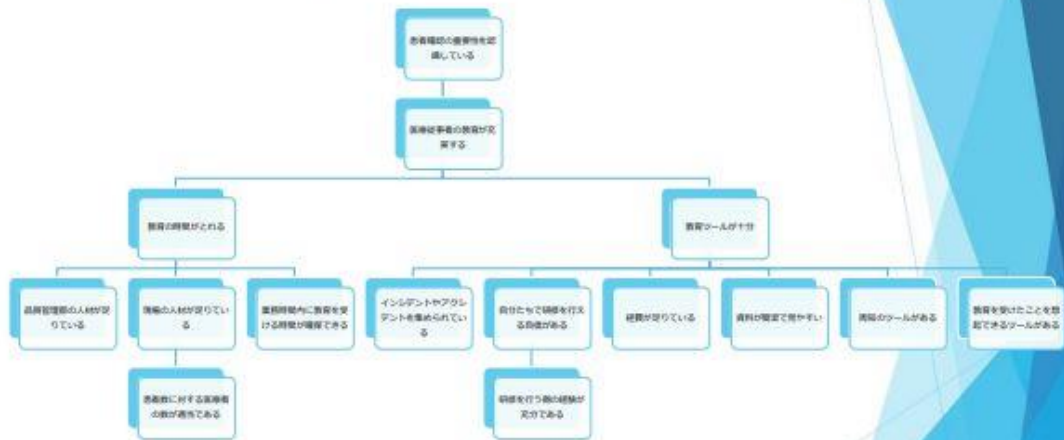 患者確認の重要性を認
識している
医療従事者の教育が充
実する
教育の時間がとれる
教育ツールが十分
品質管理部の人材が足
りている
現場の人材が足りてい
る
業務時間内に教育を受
ける時間が確保できる
インシデントやアクシ
デントを集められてい
る
自分たちで研修を行え
る自信がある
経費が足りている
資料が簡潔で見やすい
周知のツールがある
教育を受けたことを想
起できるツールがある
患者数に対する医療者
の数が適当である
研修を行う側の経験が
充分である